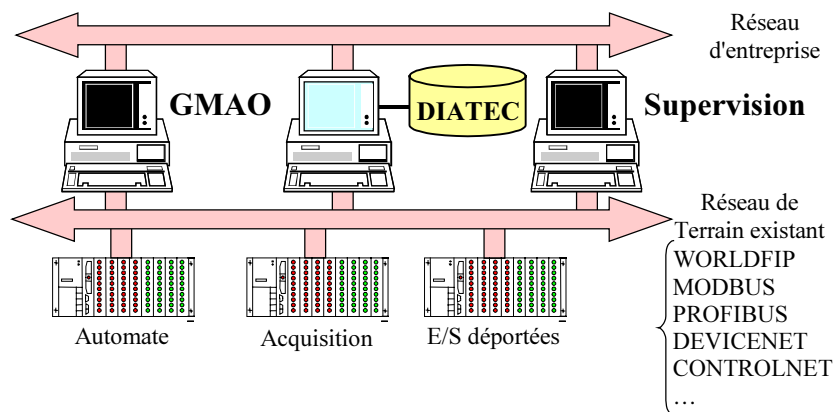 Réseau
d'entreprise
GMAO
DIATEC
Supervision
Réseau de
Terrain existant
WORLDFIP
MODBUS
PROFIBUS
DEVICENET
CONTROLNET
…
Automate
Acquisition
E/S déportées